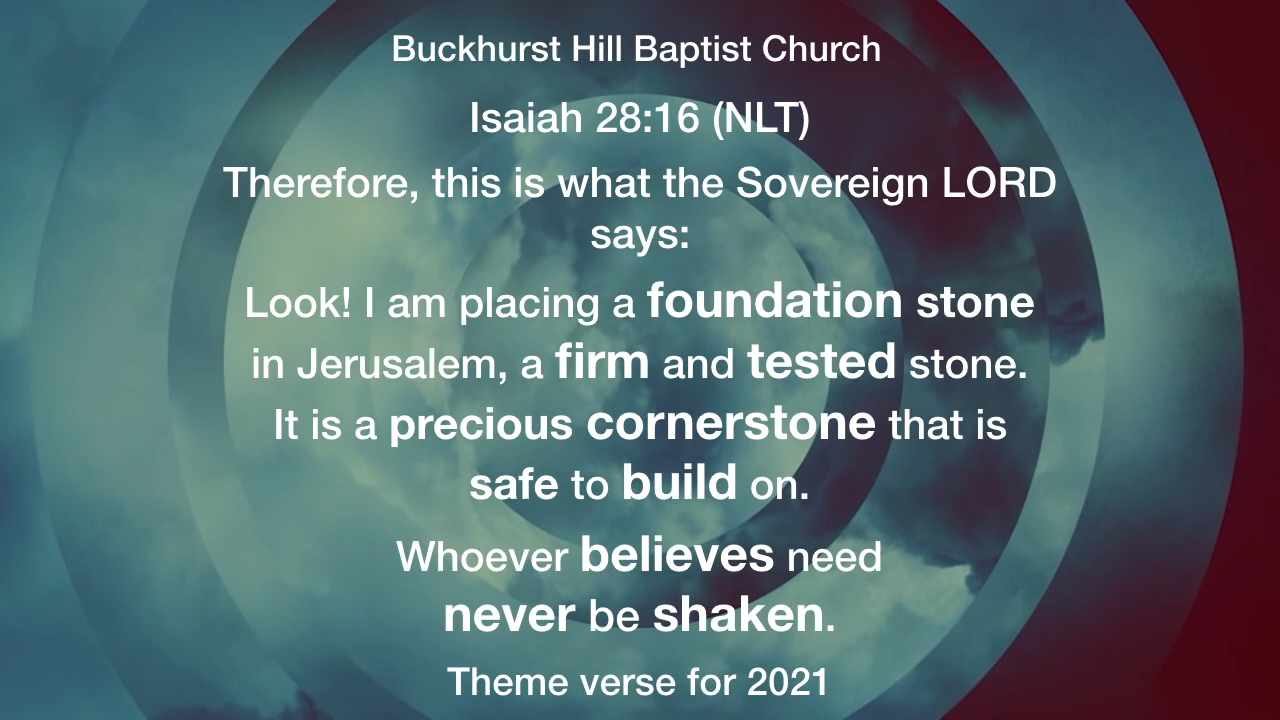 Buckhurst Hill Baptist Church
Isaiah 28:16 (NLT)
Therefore, this is what the Sovereign LORD
says:
Look! I am placing a foundation stone
in Jerusalem, a firm and tested stone.
It is a precious cornerstone that is
safe to build on.
Whoever believes need
never be shaken.
Theme verse for 2021